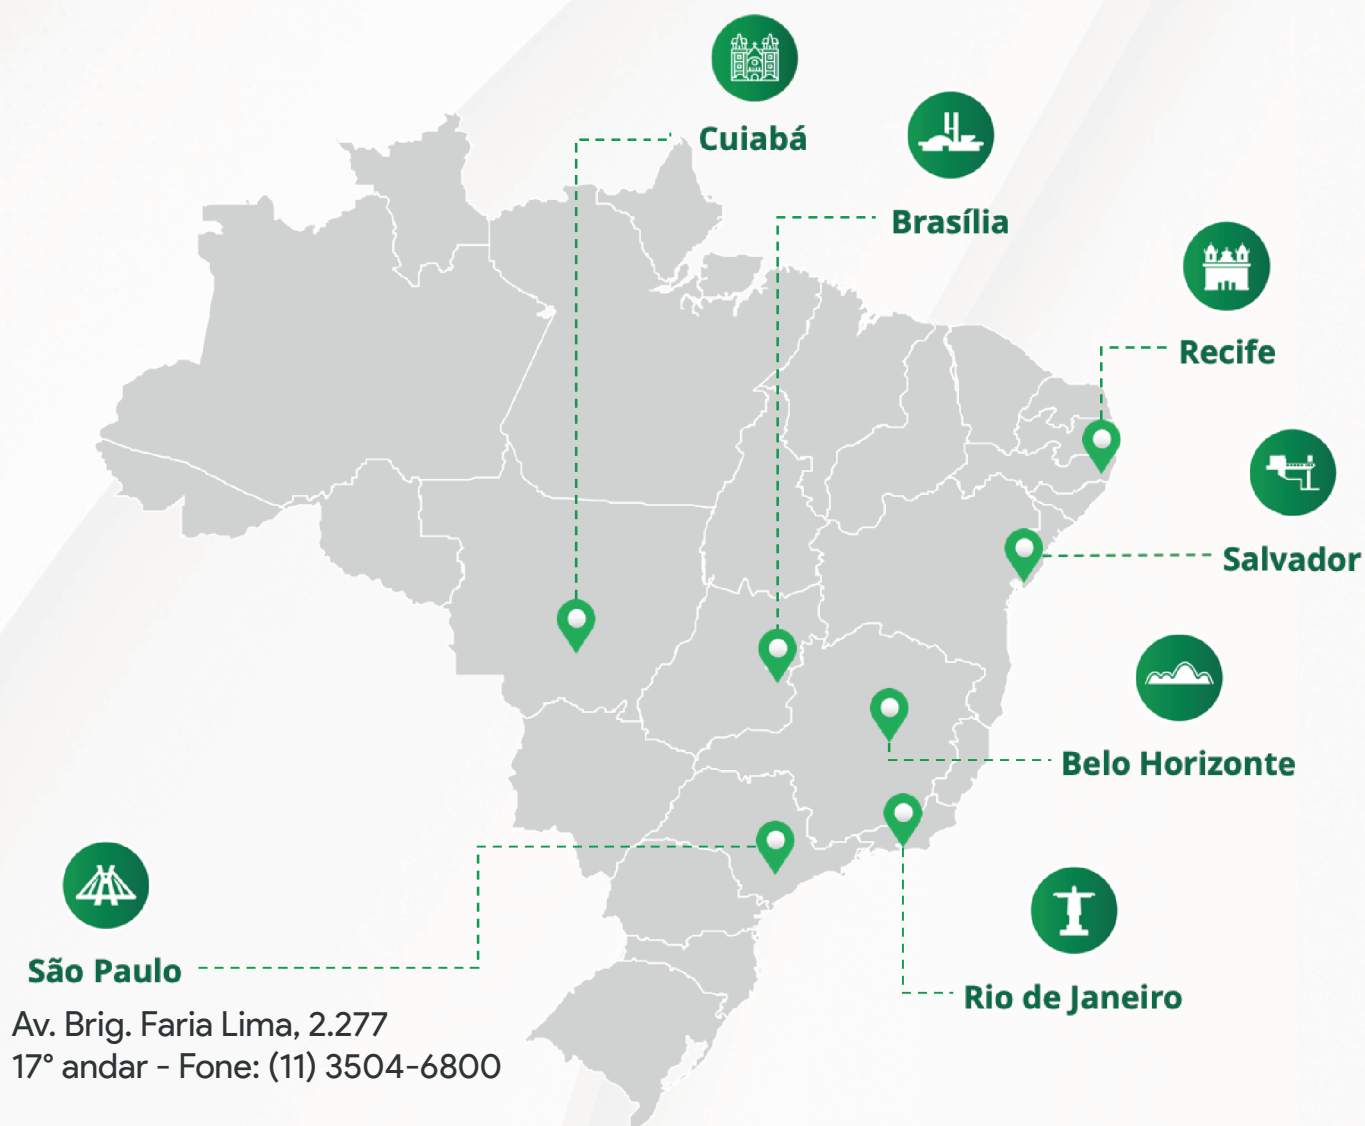 Cuiabá
Brasília
Recife
Salvador
Belo Horizonte
Rio de Janeiro
São Paulo
Av. Brig. Faria Lima, 2.277
17° andar - Fone: (11) 3504-6800